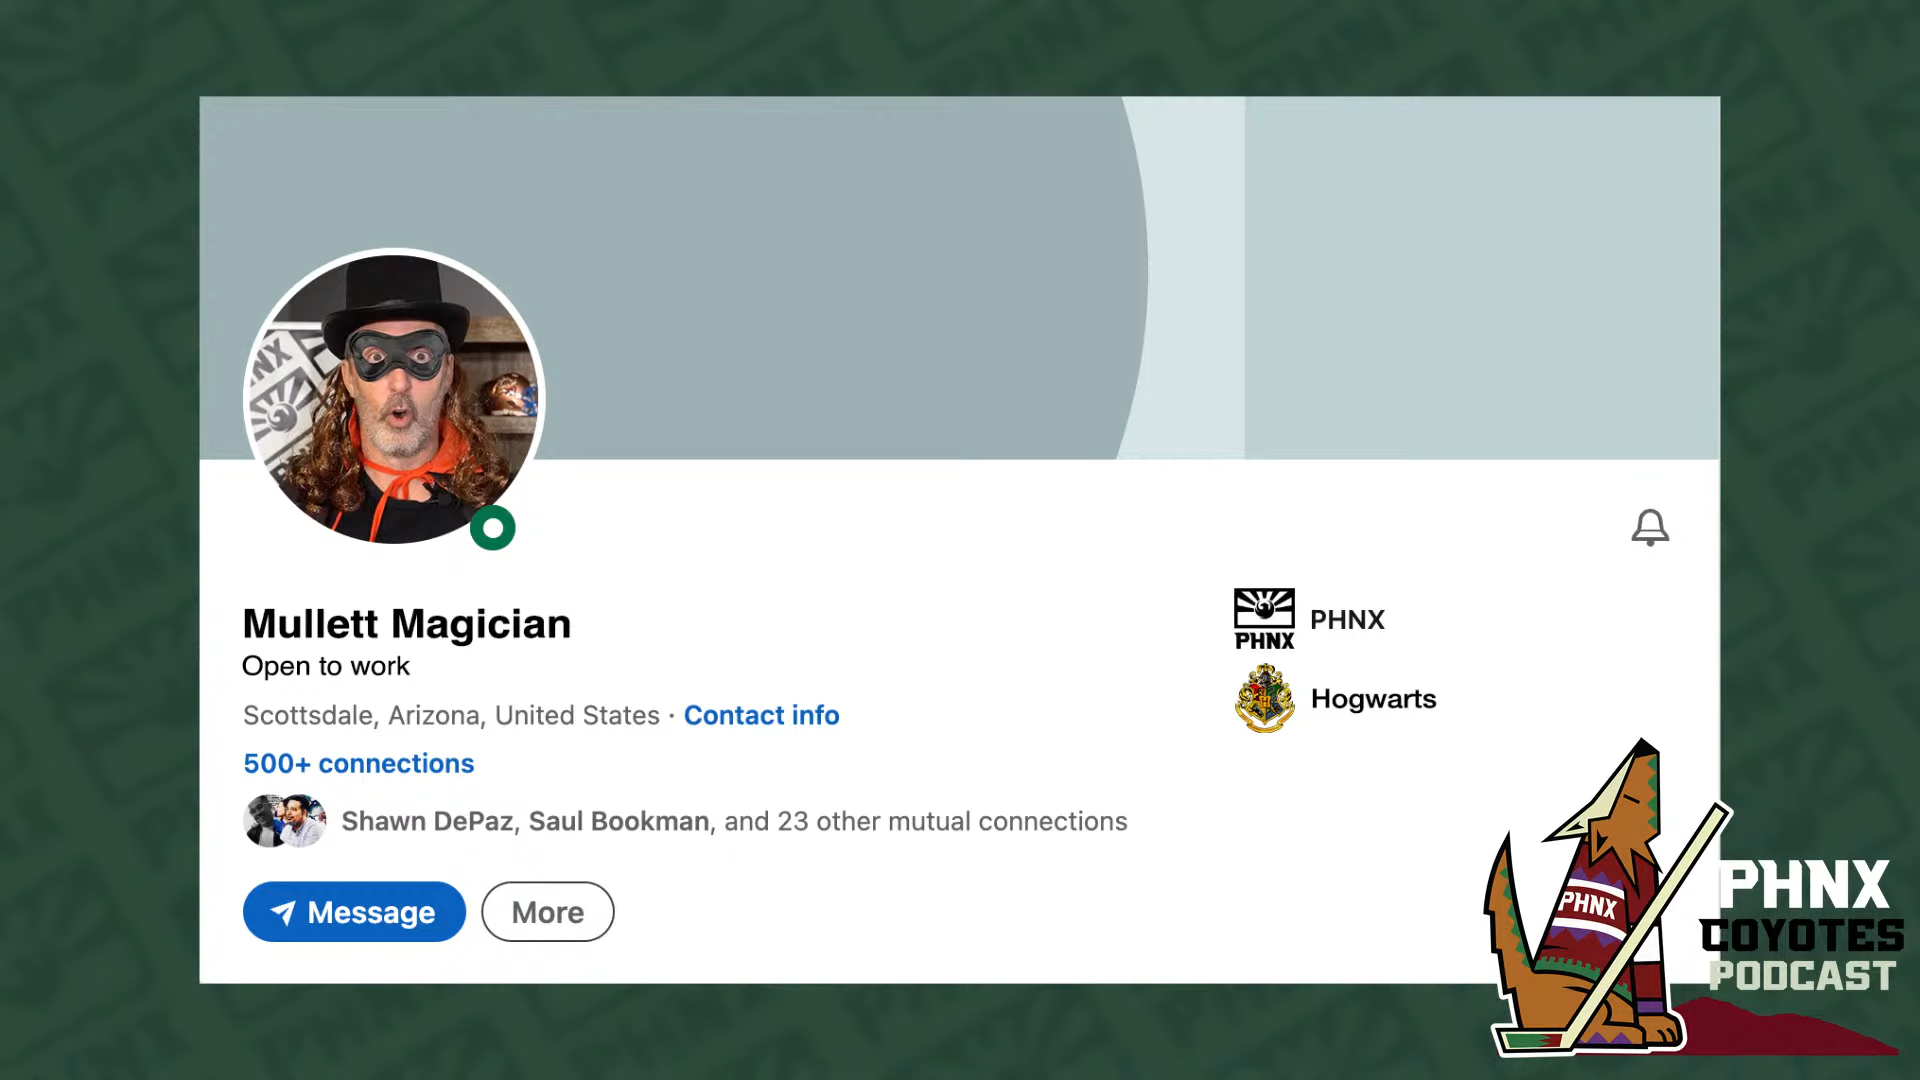 Mullett Magician
Open to work
Scottsdale, Arizona, United States · Contact info
500+ connections
Shawn DePaz, Saul Bookman, and 23 other mutual connections
Message
More
PHNX
PHNX
Hogwarts
PHNX
PHNX
COYOTES
PODCAST